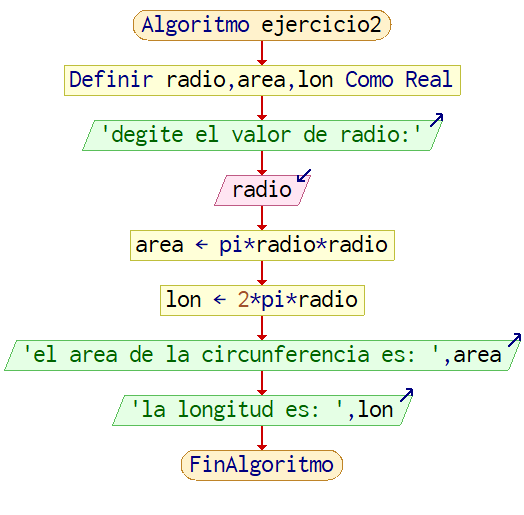 Algoritmo ejercicio2
Definir radio,area,lon Como Real
'degite el valor de radio:'
radio
area ← pi*radio*radio
lon ← 2*pi*radio
'el area de la circunferencia es: ',area
'la longitud es: ',lon
FinAlgoritmo